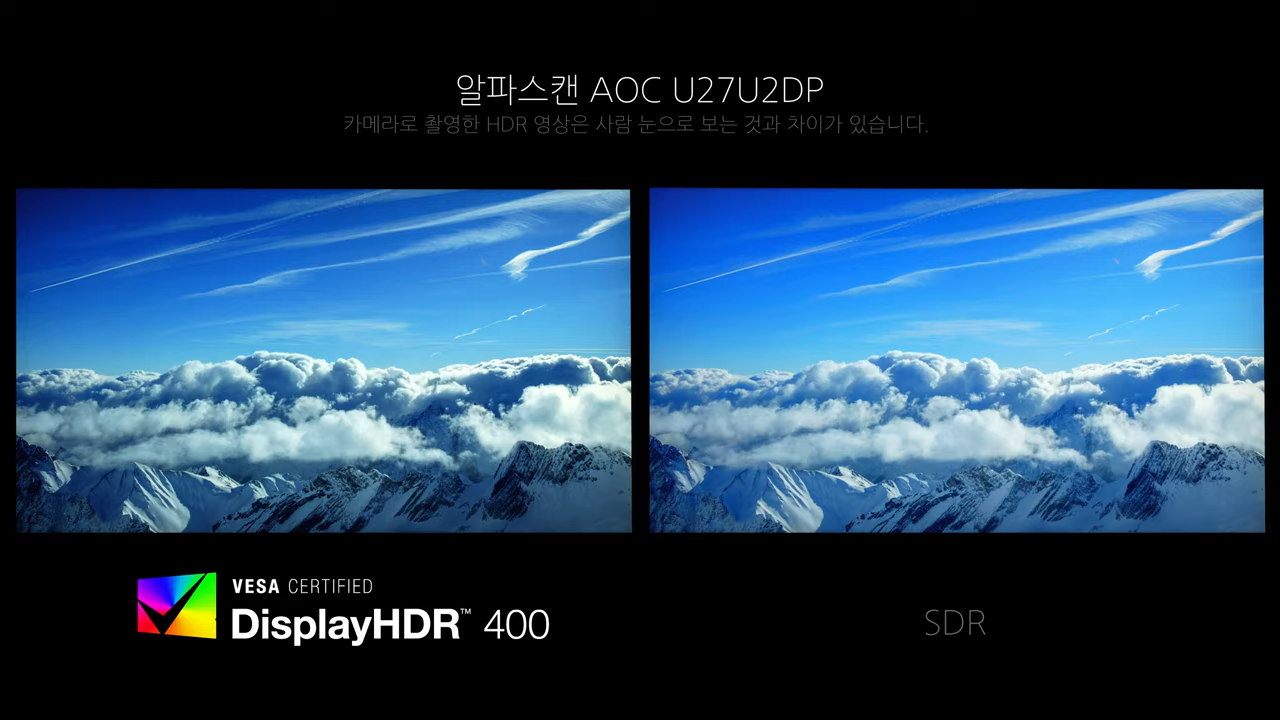 알파스캔 AOC U27U2DP
카메라로 촬영한 HDR 영상은 사람 눈으로 보는 것과 차이가 있습니다.
VESA CERTIFIED
DisplayHDR™ 400
SDR